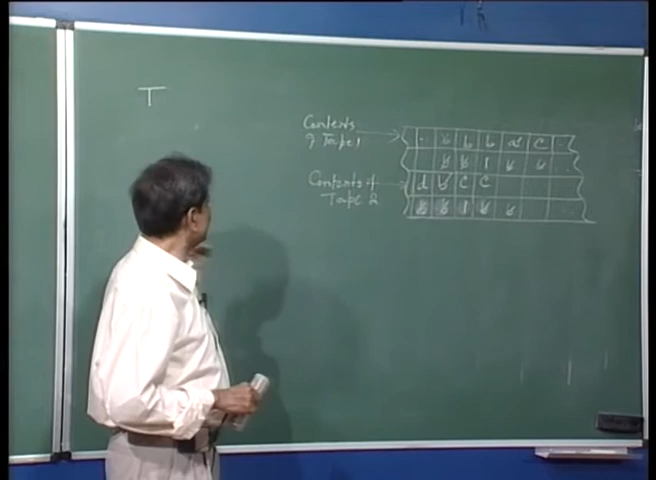 T
Contents
of Tape 1
b b b a c
b b 1 b b
Contents of
Tape 2
d b c c
b b 1 b b